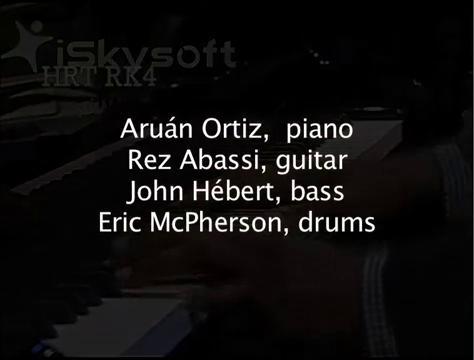 iSkysoft
HRT RK4
Aruán Ortiz, piano
Rez Abassi, guitar
John Hébert, bass
Eric McPherson, drums